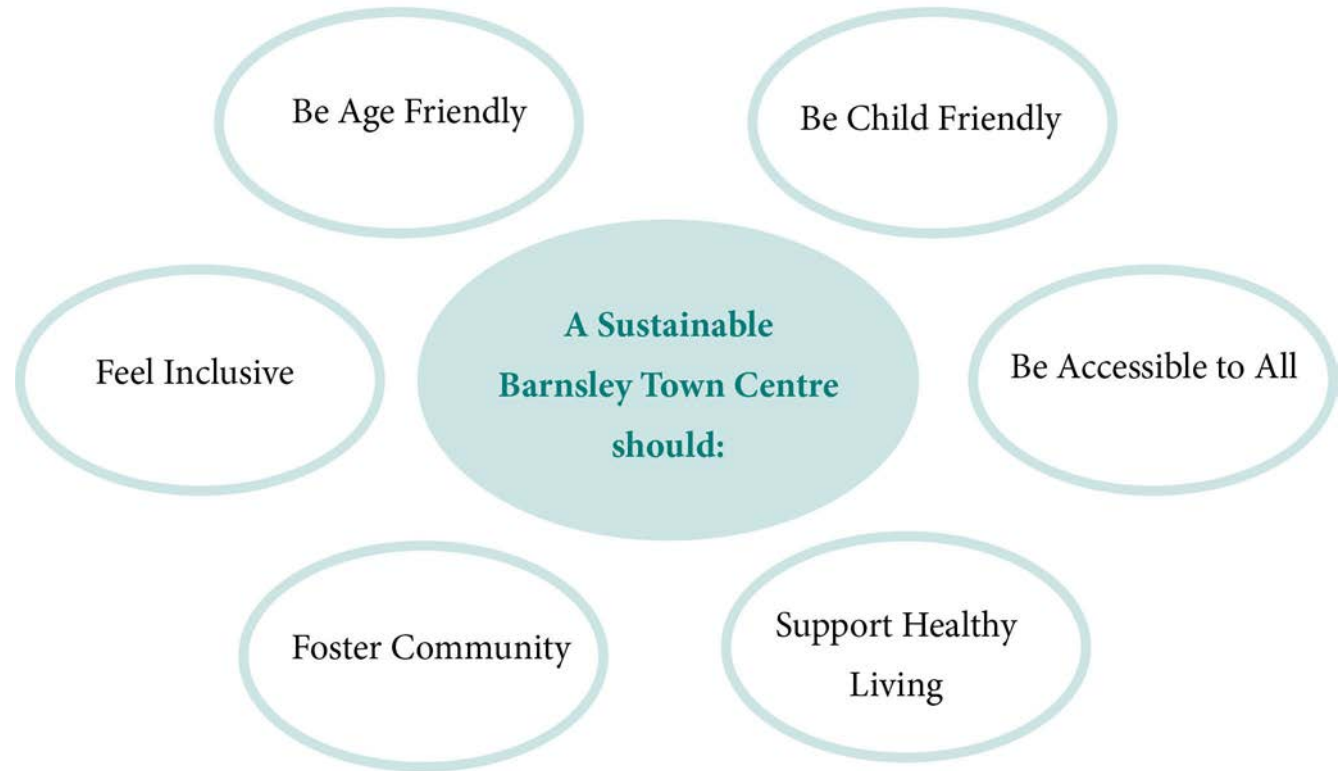 Be Age Friendly
Be Child Friendly
A Sustainable
Barnsley Town Centre
should:
Feel Inclusive
Be Accessible to All
Foster Community
Support Healthy
Living